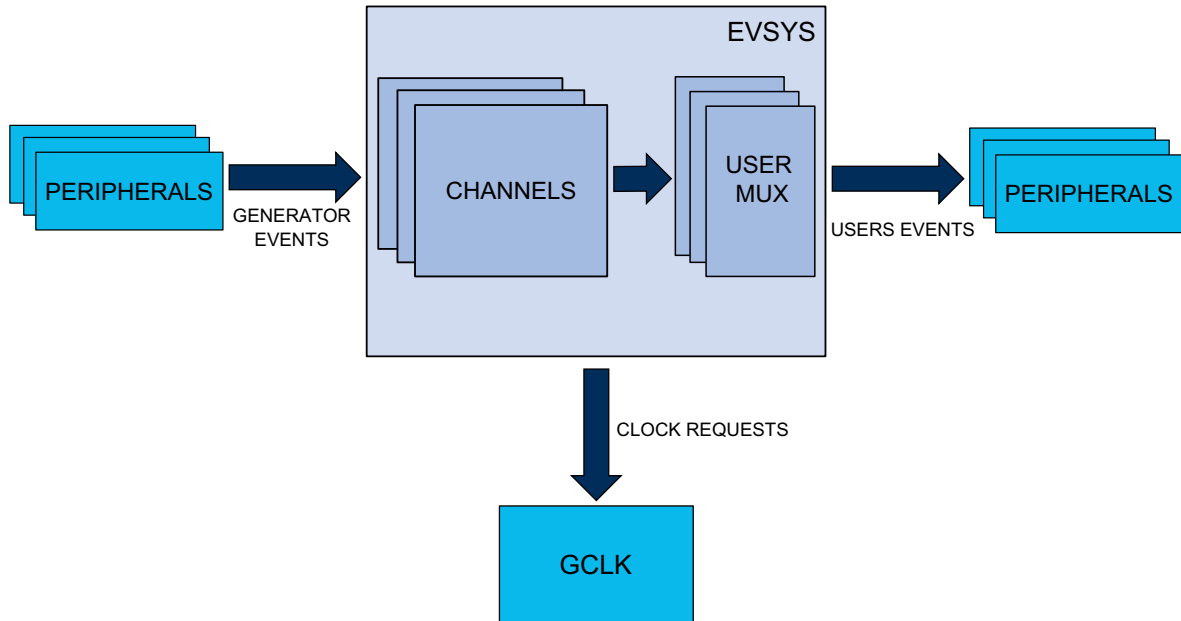 EVSYS
PERIPHERALS
GENERATOR
EVENTS
CHANNELS
USER
MUX
USERS EVENTS
PERIPHERALS
CLOCK REQUESTS
GCLK